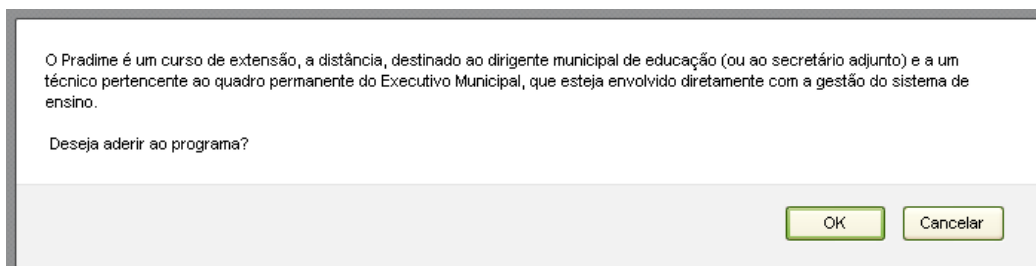 O Pradime é um curso de extensão, a distância, destinado ao dirigente municipal de educação (ou ao secretário adjunto) e a um
técnico pertencente ao quadro permanente do Executivo Municipal, que esteja envolvido diretamente com a gestão do sistema de
ensino.
Deseja aderir ao programa?
OK Cancelar